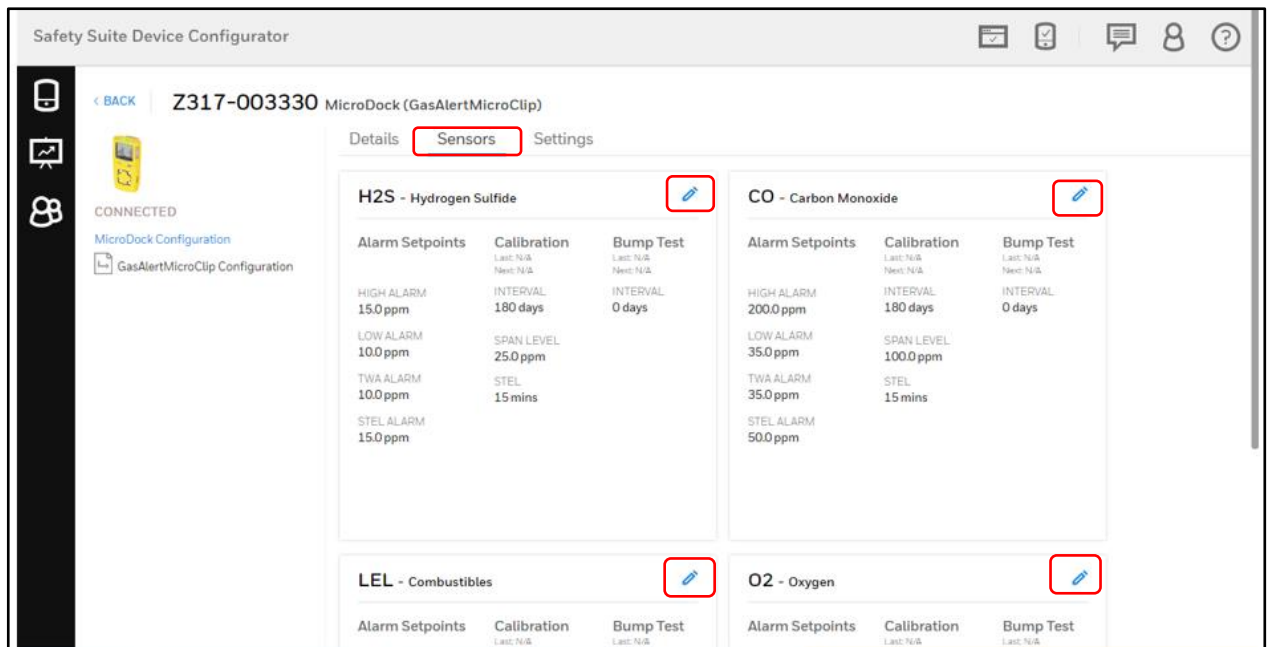 Safety Suite Device Configurator
< BACK
Z317-003330 MicroDock (GasAlertMicroClip)
CONNECTED
MicroDock Configuration
GasAlertMicroClip Configuration
Details Sensors Settings
H2S - Hydrogen Sulfide
Alarm Setpoints Calibration Bump Test
Last: N/A Last: N/A
Next: N/A Next: N/A
HIGH ALARM INTERVAL INTERVAL
15.0 ppm 180 days 0 days
LOW ALARM SPAN LEVEL
10.0 ppm 25.0 ppm
TWA ALARM STEL
10.0 ppm 15 mins
STEL ALARM
15.0 ppm
CO - Carbon Monoxide
Alarm Setpoints Calibration Bump Test
Last: N/A Last: N/A
Next: N/A Next: N/A
HIGH ALARM INTERVAL INTERVAL
200.0 ppm 180 days 0 days
LOW ALARM SPAN LEVEL
35.0 ppm 100.0 ppm
TWA ALARM STEL
35.0 ppm 15 mins
STEL ALARM
50.0 ppm
LEL - Combustibles
Alarm Setpoints Calibration Bump Test
Last: N/A Last: N/A
O2 - Oxygen
Alarm Setpoints Calibration Bump Test
Last: N/A Last: N/A